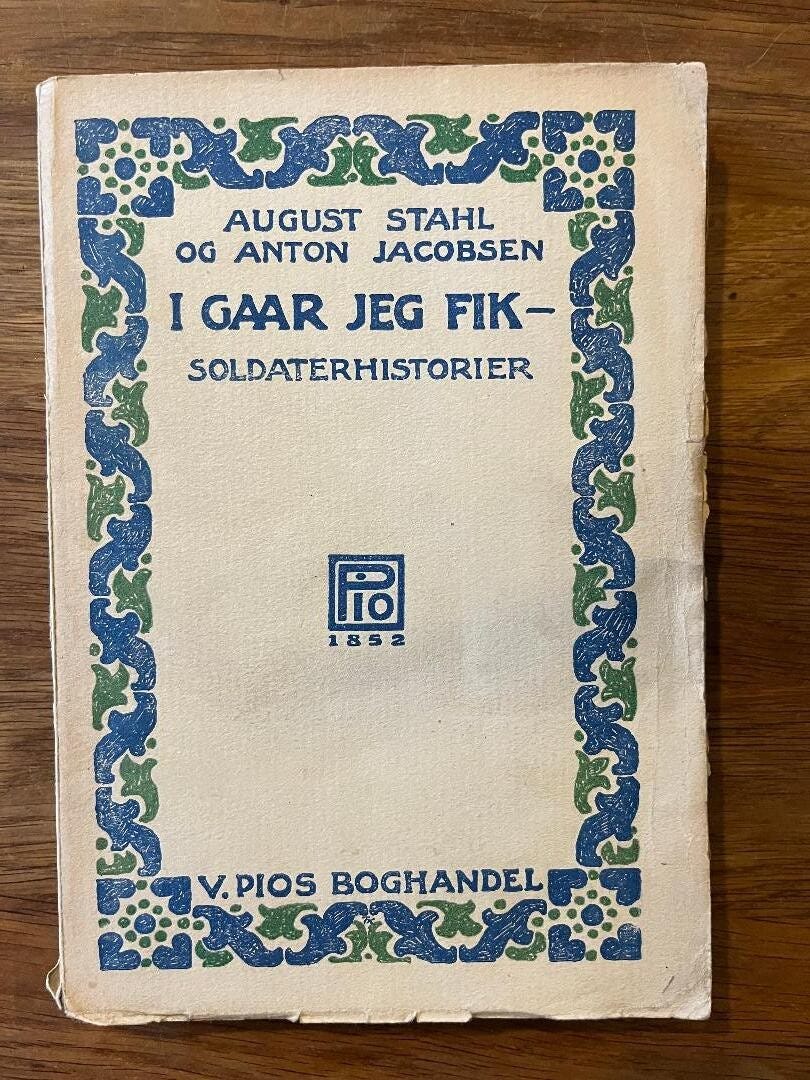 AUGUST STAHL
OG ANTON JACOBSEN
I GAAR JEG FIK—
SOLDATERHISTORIER
PIO
1852
V. PIOS BOGHANDEL